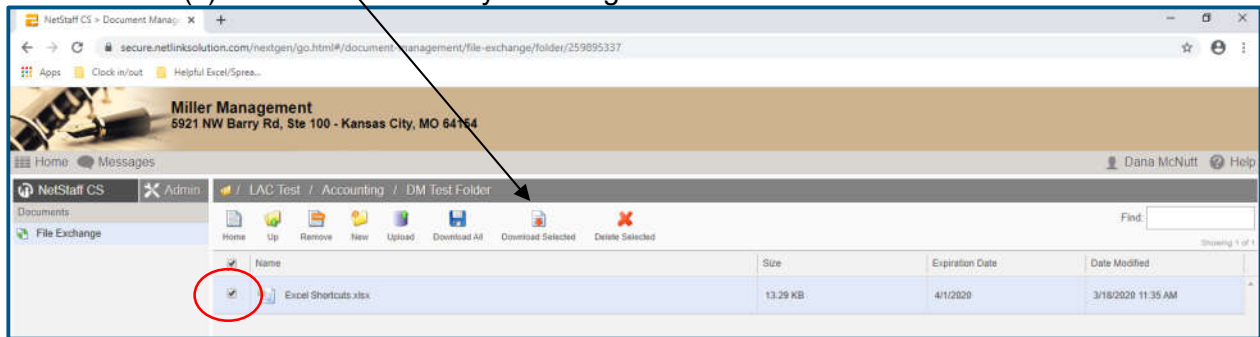 NetStaff CS > Document Manag
secure.netlinksolution.com/nextgen/go.html#/document-management/file-exchange/folder/259895337
Apps Clock in/out Helpful Excel/Sprea...
Miller Management
5921 NW Barry Rd, Ste 100 - Kansas City, MO 64154
Home Messages Dana McNutt Help
NetStaff CS Admin / LAC Test / Accounting / DM Test Folder
Documents
File Exchange
Home Up Remove New Upload Download All Download Selected Delete Selected Find:
Showing 1 of 1
Name Size Expiration Date Date Modified
Excel Shortcuts.xlsx 13.29 KB 4/1/2020 3/18/2020 11:35 AM